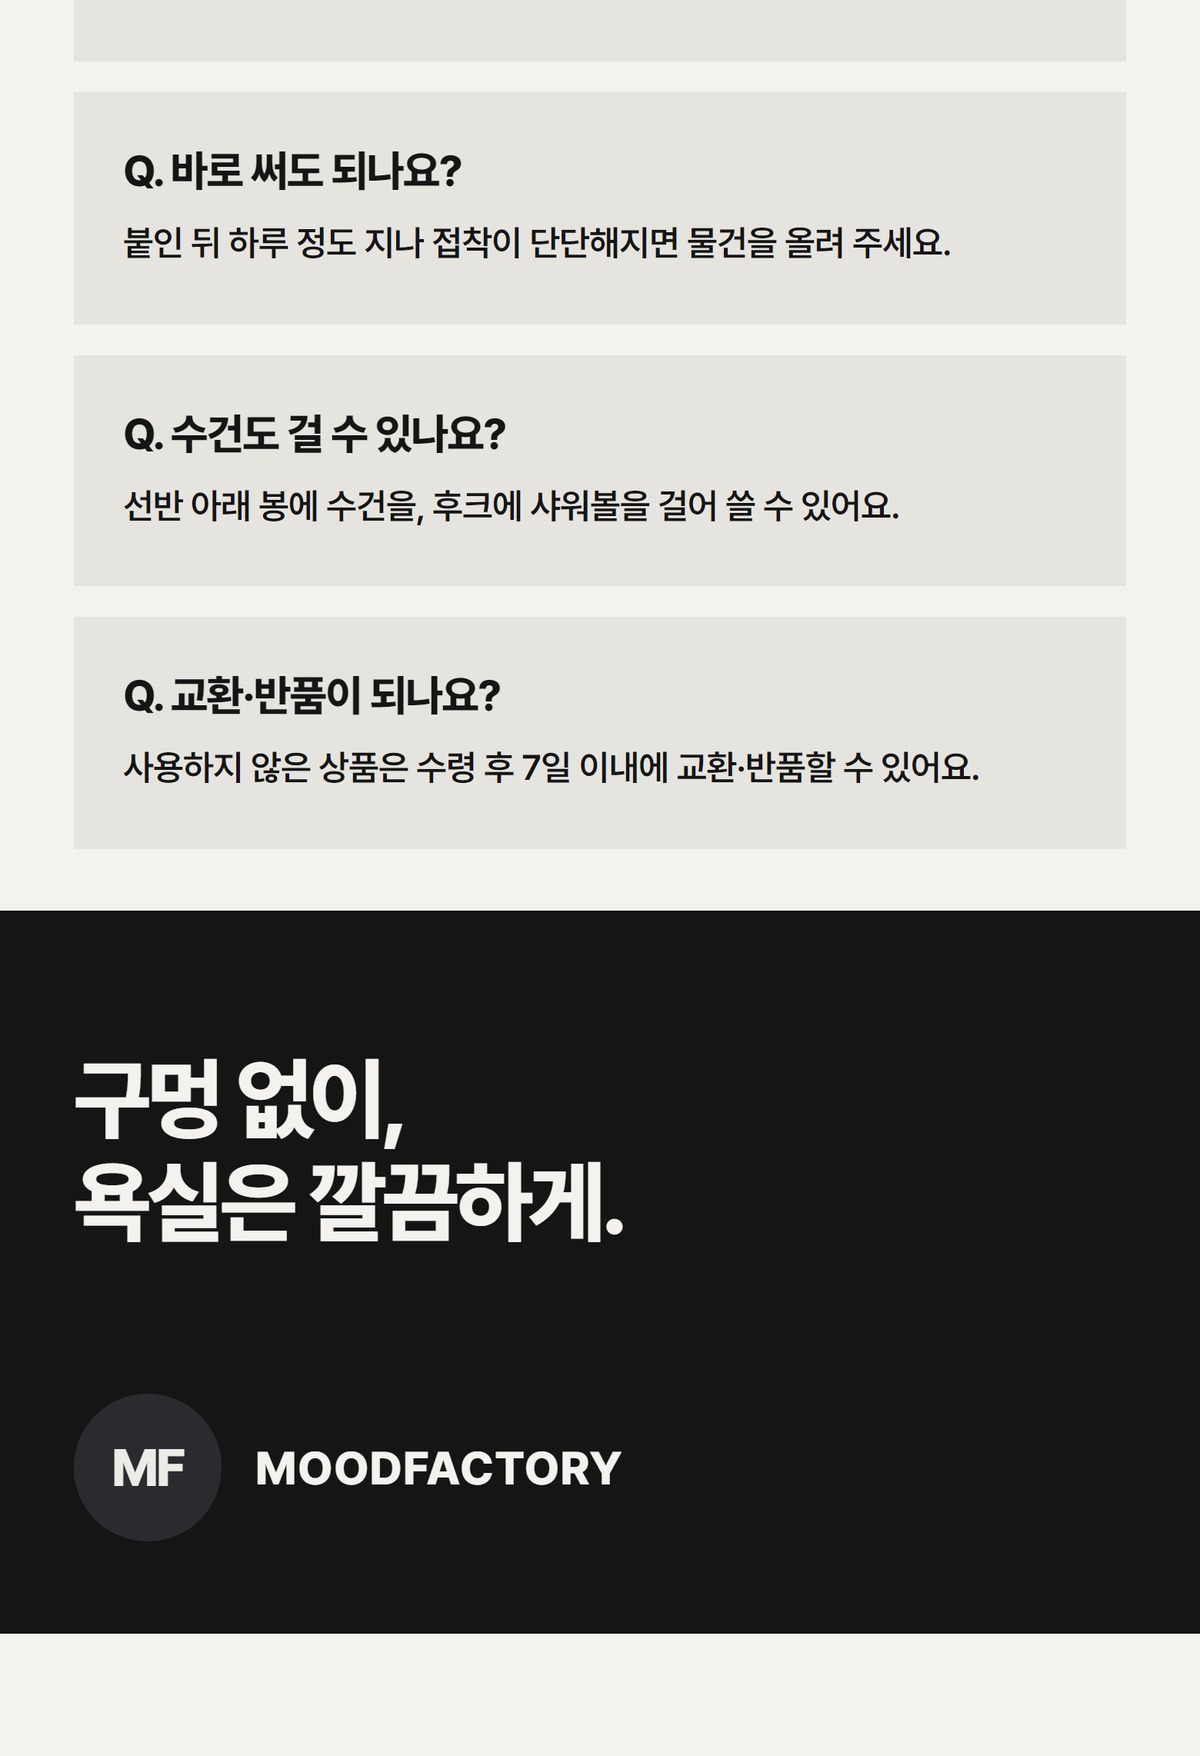 Q. 바로 써도 되나요?
붙인 뒤 하루 정도 지나 접착이 단단해지면 물건을 올려 주세요.
Q. 수건도 걸 수 있나요?
선반 아래 봉에 수건을, 후크에 샤워볼을 걸어 쓸 수 있어요.
Q. 교환·반품이 되나요?
사용하지 않은 상품은 수령 후 7일 이내에 교환·반품할 수 있어요.
구멍 없이,
욕실은 깔끔하게.
MF MOODFACTORY